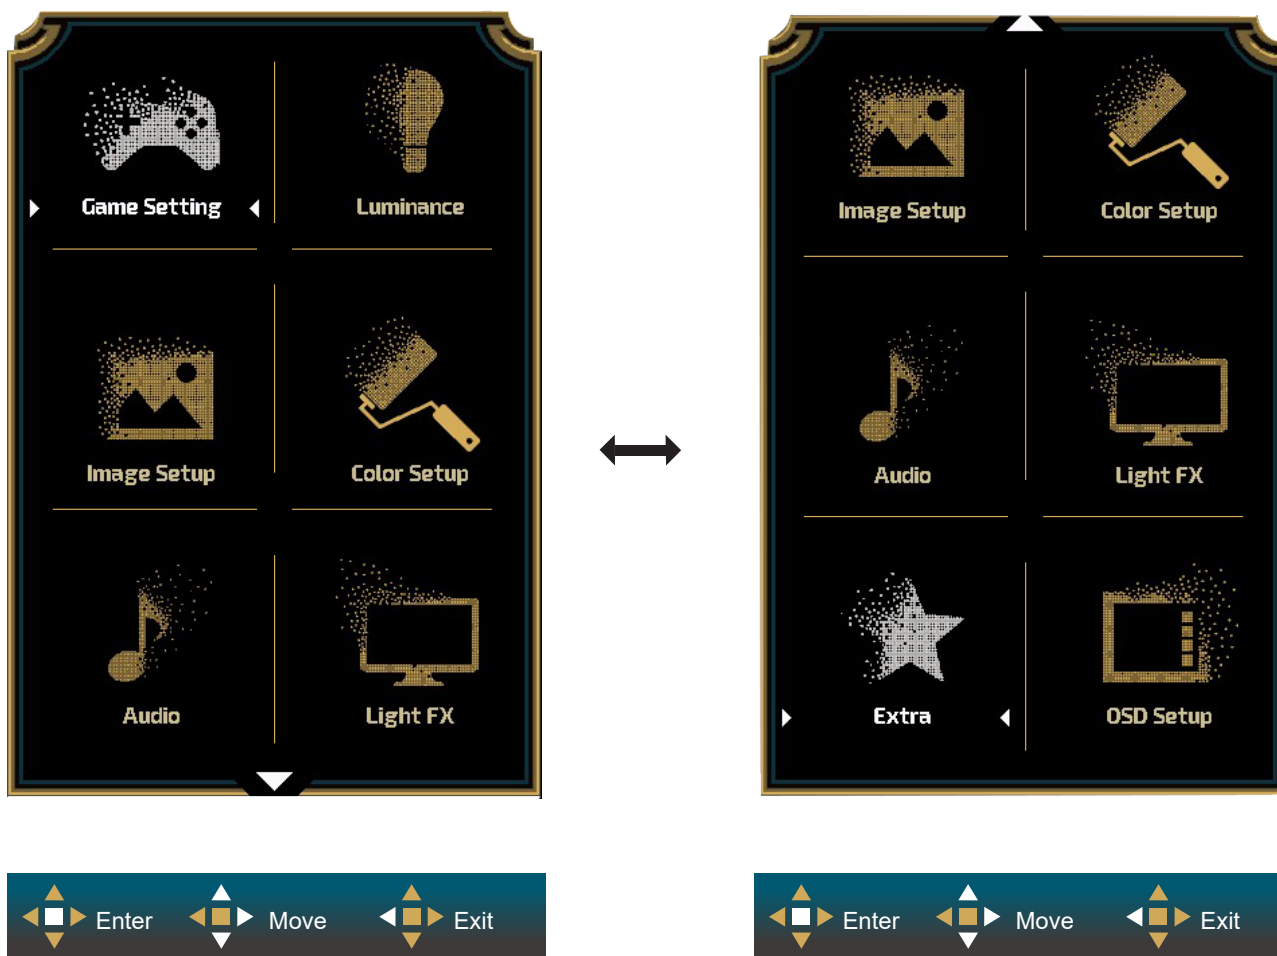 Game Setting
Luminance
Image Setup
Color Setup
Audio
Light FX
Enter
Move
Exit
Image Setup
Color Setup
Audio
Light FX
Extra
OSD Setup
Enter
Move
Exit